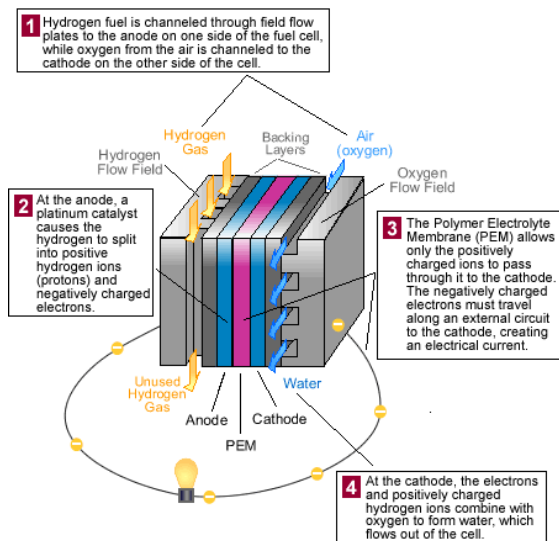 1 Hydrogen fuel is channeled through field flow
plates to the anode on one side of the fuel cell,
while oxygen from the air is channeled to the
cathode on the other side of the cell.
Hydrogen
Gas
Backing
Layers
Air
(oxygen)
Hydrogen
Flow Field
Oxygen
Flow Field
2 At the anode, a
platinum catalyst
causes the
hydrogen to split
into positive
hydrogen ions
(protons) and
negatively charged
electrons.
3 The Polymer Electrolyte
Membrane (PEM) allows
only the positively
charged ions to pass
through it to the cathode.
The negatively charged
electrons must travel
along an external circuit
to the cathode, creating
an electrical current.
Unused
Hydrogen
Gas
Water
Anode
Cathode
PEM
4 At the cathode, the electrons
and positively charged
hydrogen ions combine with
oxygen to form water, which
flows out of the cell.